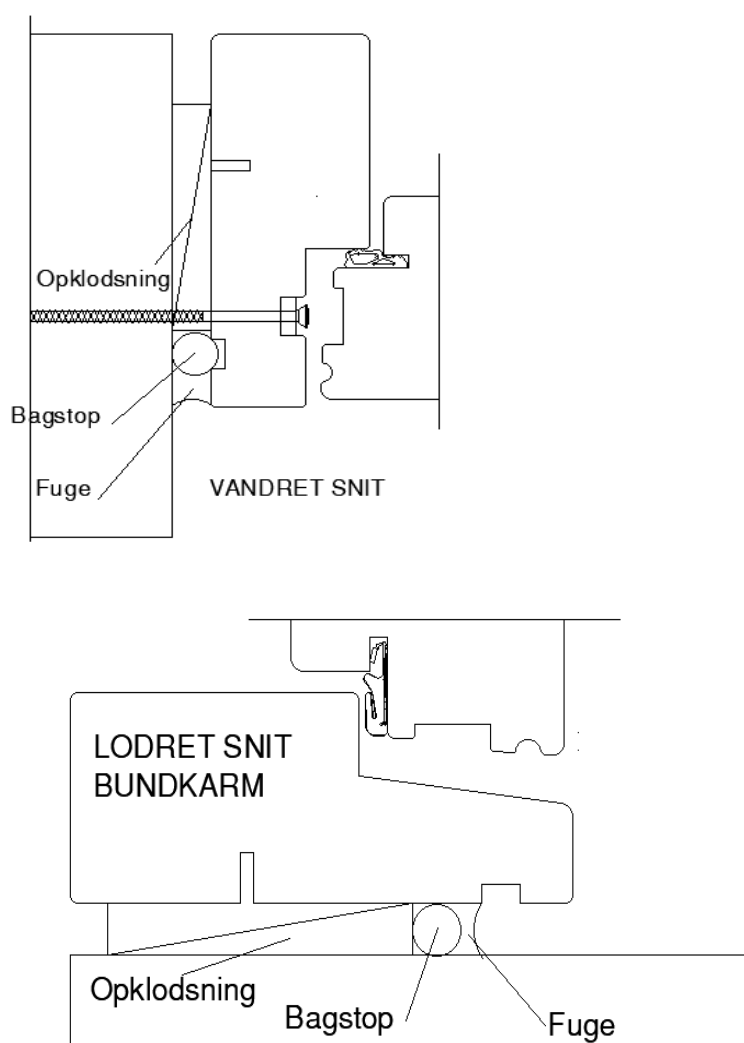 Opklodsning
Bagstop
Fuge
VANDRET SNIT
LODRET SNIT
BUNDKARM
Opklodsning
Bagstop
Fuge